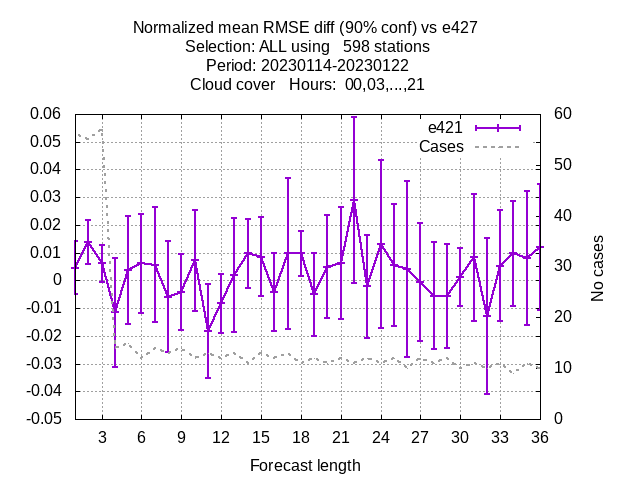 Normalized mean RMSE diff (90% conf) vs e427
Selection: ALL using   598 stations
Period: 20230114-20230122
Cloud cover   Hours:  00,03,...,21
e421
Cases
0.06
0.05
0.04
0.03
0.02
0.01
0
-0.01
-0.02
-0.03
-0.04
-0.05
60
50
40
30
20
10
0
No cases
3 6 9 12 15 18 21 24 27 30 33 36
Forecast length